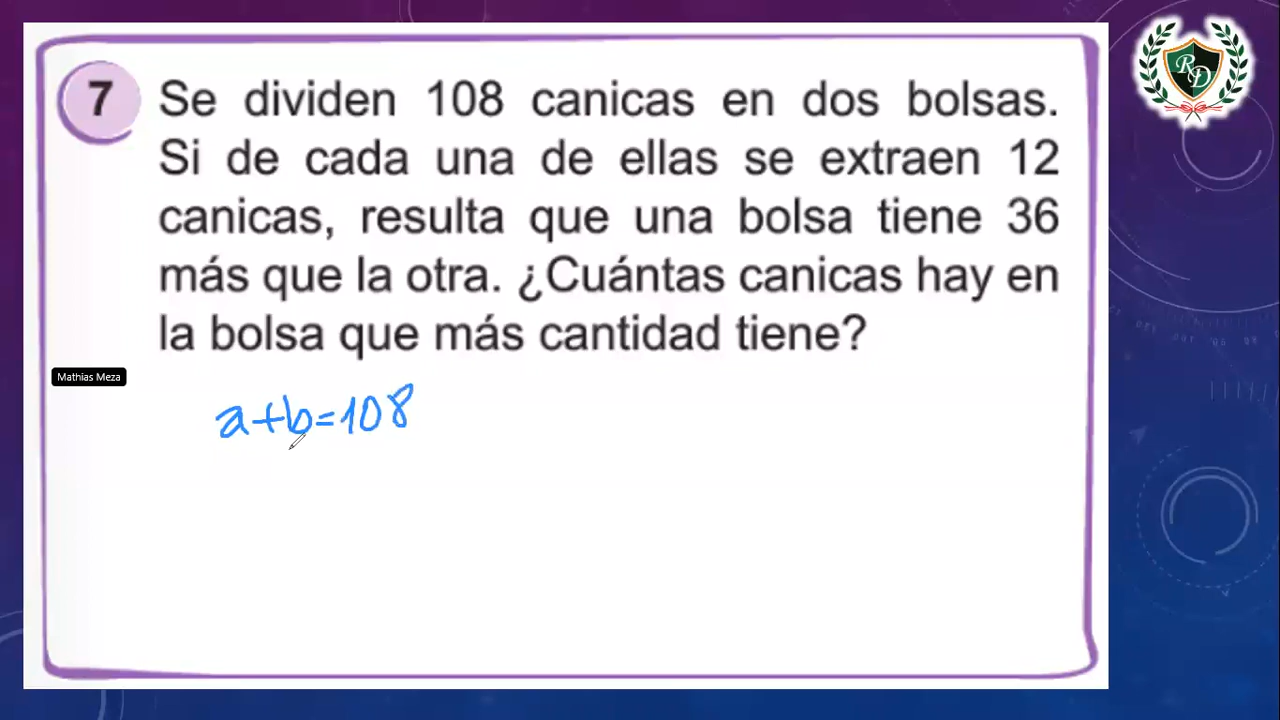 7 Se dividen 108 canicas en dos bolsas.
Si de cada una de ellas se extraen 12
canicas, resulta que una bolsa tiene 36
más que la otra. ¿Cuántas canicas hay en
la bolsa que más cantidad tiene?
Mathias Meza
a+b=108
RD